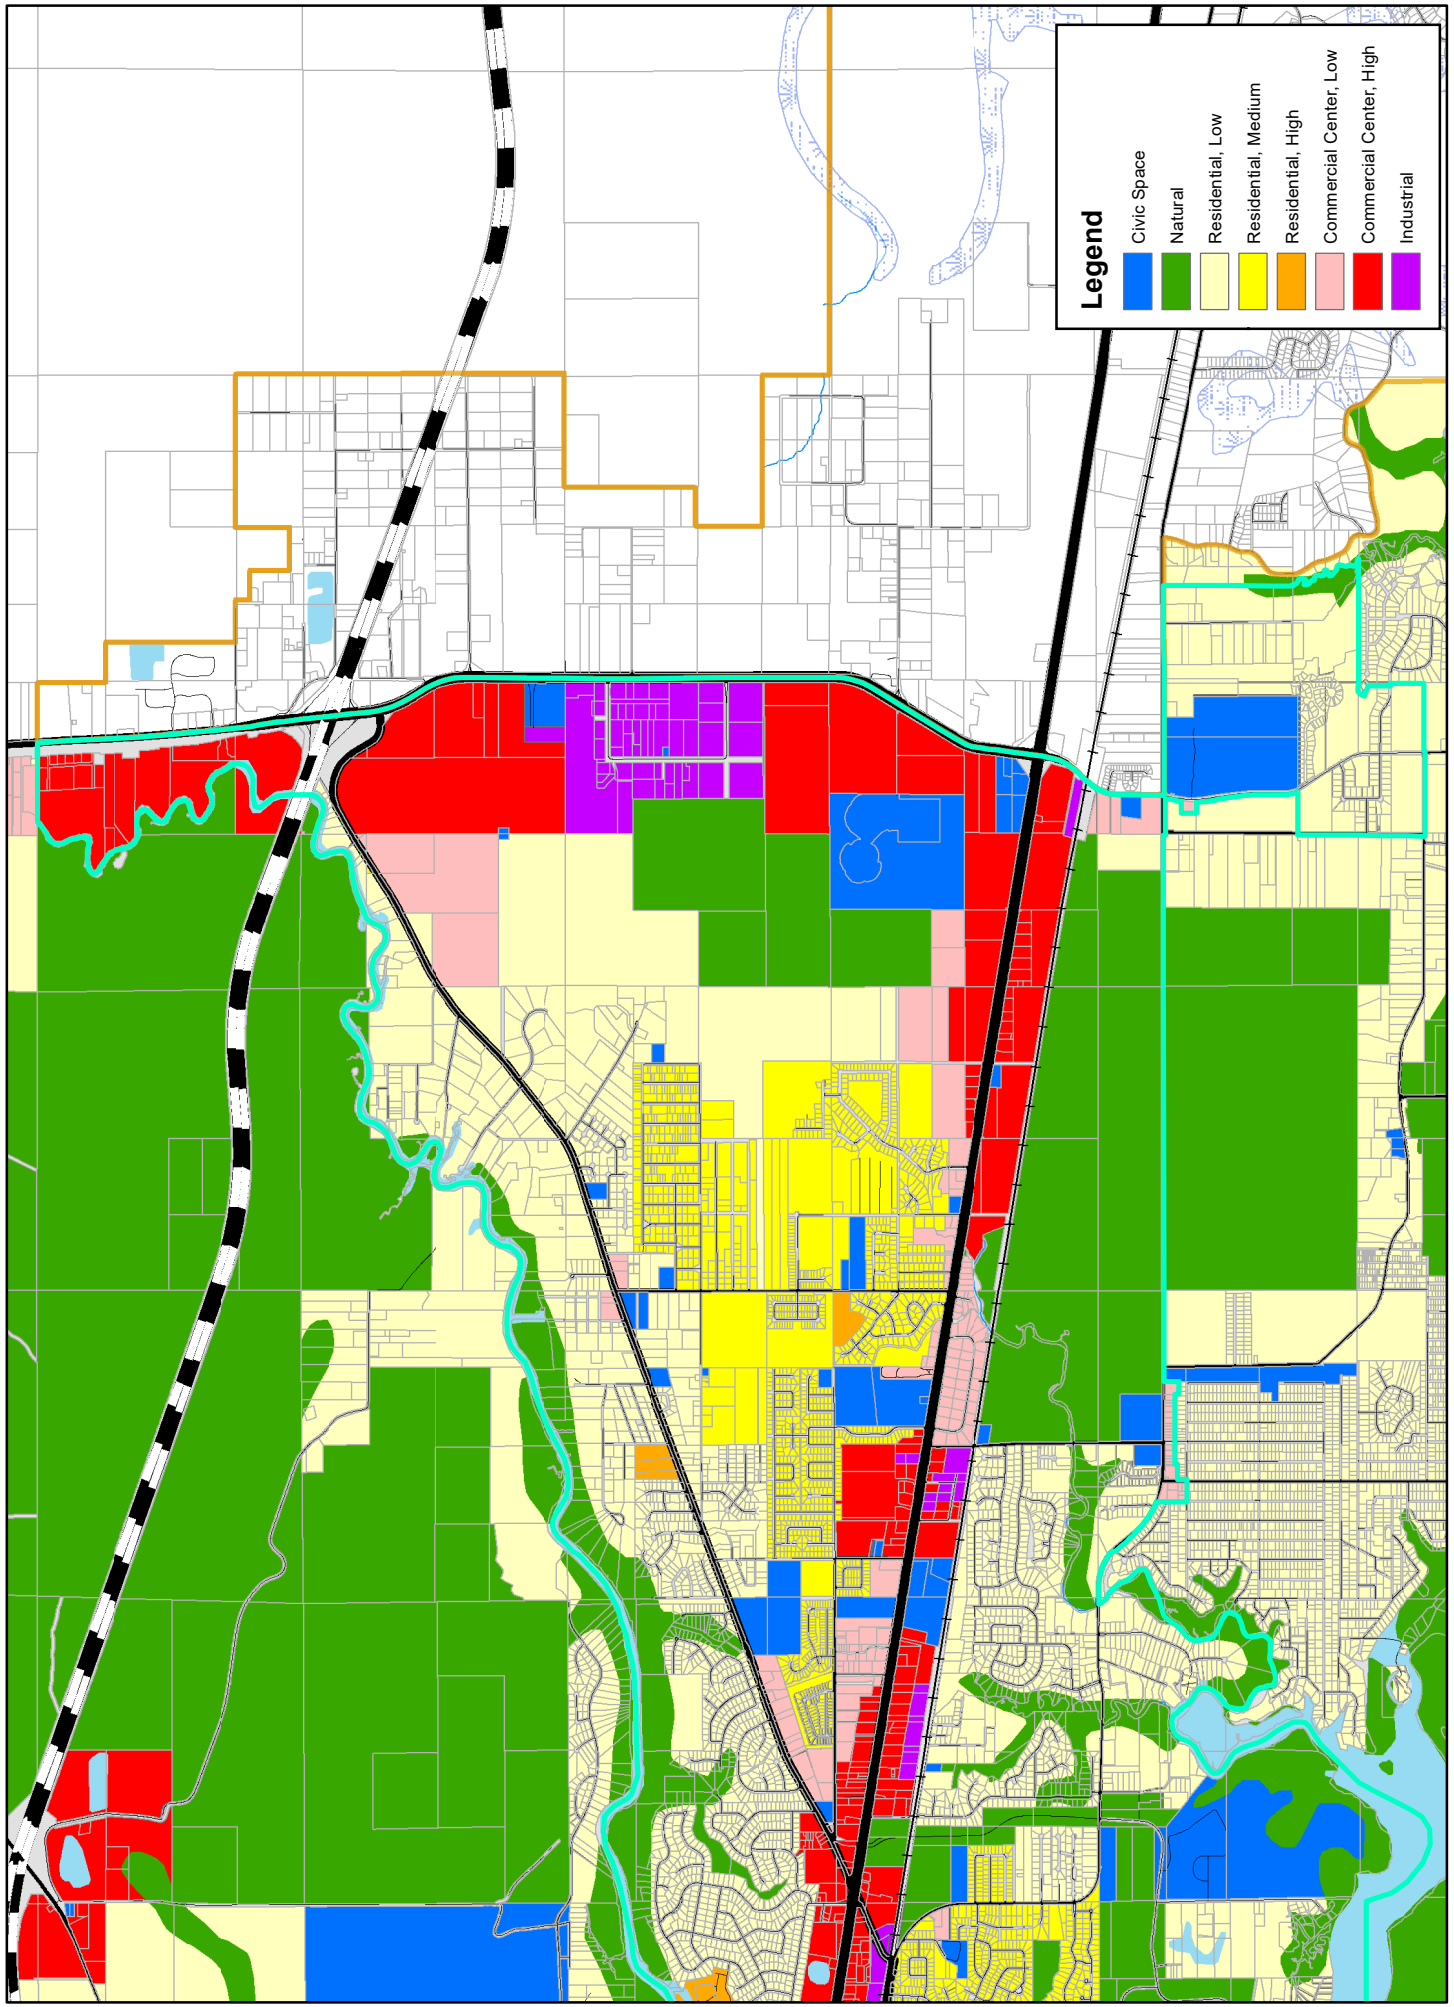 Legend
Civic Space
Natural
Residential, Low
Residential, Medium
Residential, High
Commercial Center, Low
Commercial Center, High
Industrial